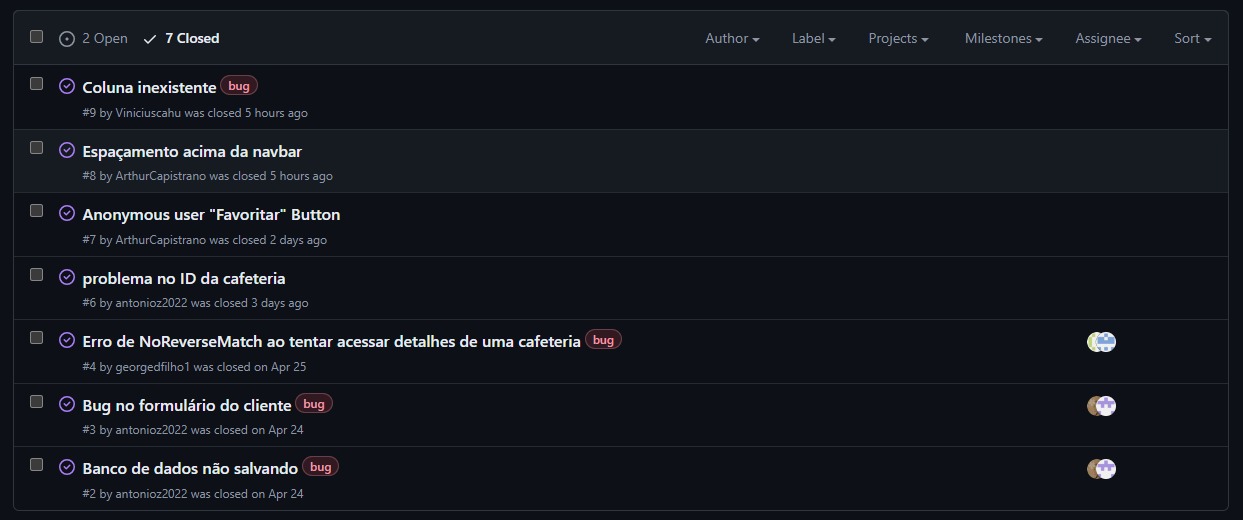 2 Open 7 Closed Author Label Projects Milestones Assignee Sort
Coluna inexistente bug
#9 by Viniciuscahu was closed 5 hours ago
Espaçamento acima da navbar
#8 by ArthurCapistrano was closed 5 hours ago
Anonymous user "Favoritar" Button
#7 by ArthurCapistrano was closed 2 days ago
problema no ID da cafeteria
#6 by antonioz2022 was closed 3 days ago
Erro de NoReverseMatch ao tentar acessar detalhes de uma cafeteria bug
#4 by georgedfilho1 was closed on Apr 25
Bug no formulário do cliente bug
#3 by antonioz2022 was closed on Apr 24
Banco de dados não salvando bug
#2 by antonioz2022 was closed on Apr 24